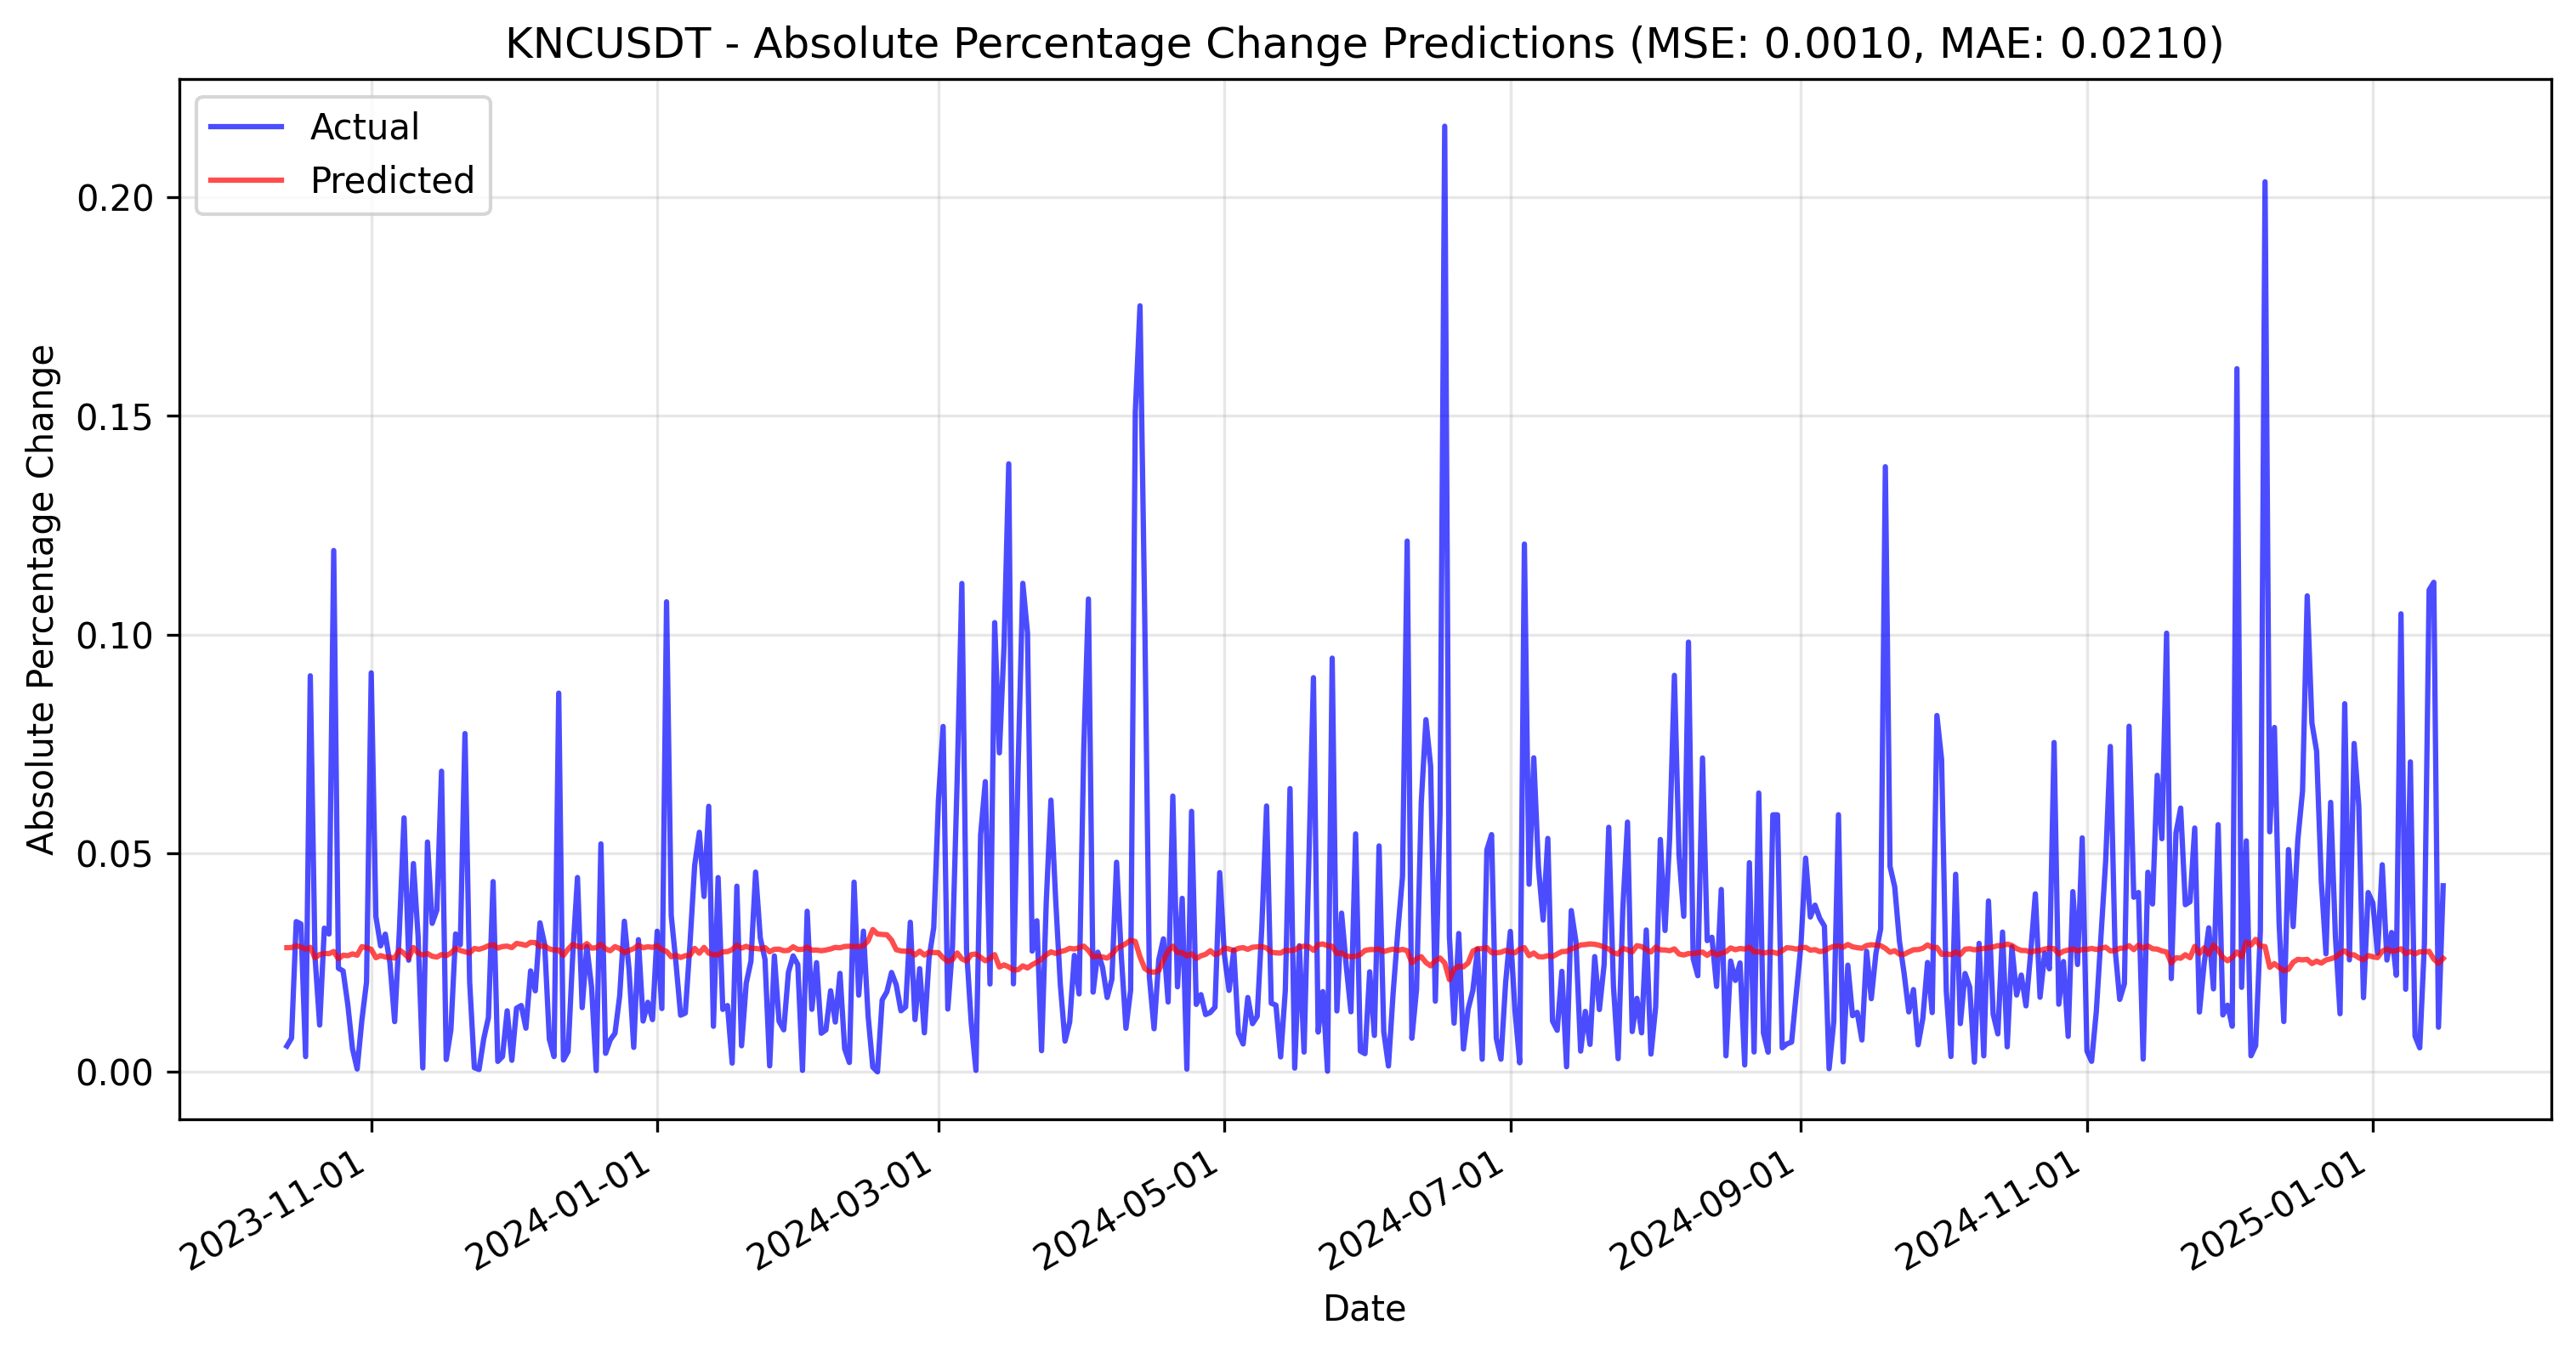 KNCUSDT - Absolute Percentage Change Predictions (MSE: 0.0010, MAE: 0.0210)
Actual
Predicted
Absolute Percentage Change
0.20
0.15
0.10
0.05
0.00
2023-11-01
2024-01-01
2024-03-01
2024-05-01
2024-07-01
2024-09-01
2024-11-01
2025-01-01
Date